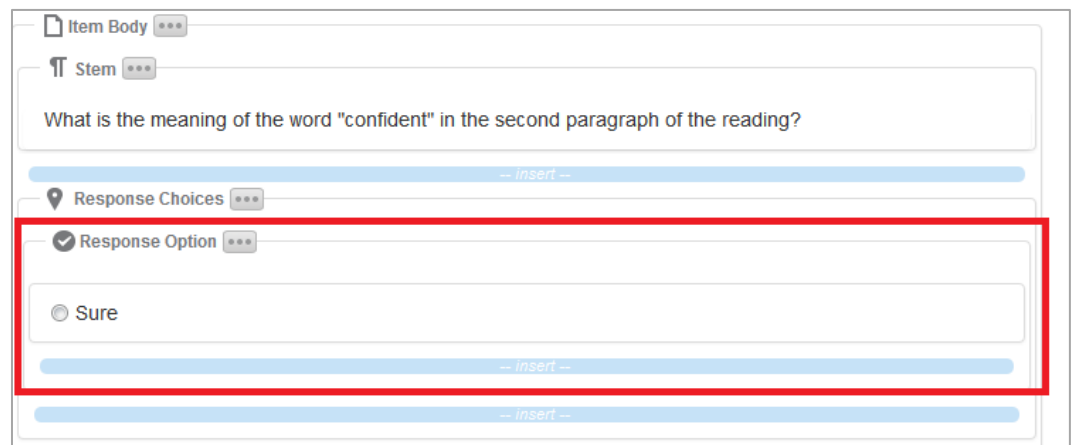 Item Body
Stem
What is the meaning of the word "confident" in the second paragraph of the reading?
-- insert --
Response Choices
Response Option
Sure
-- insert --
-- insert --